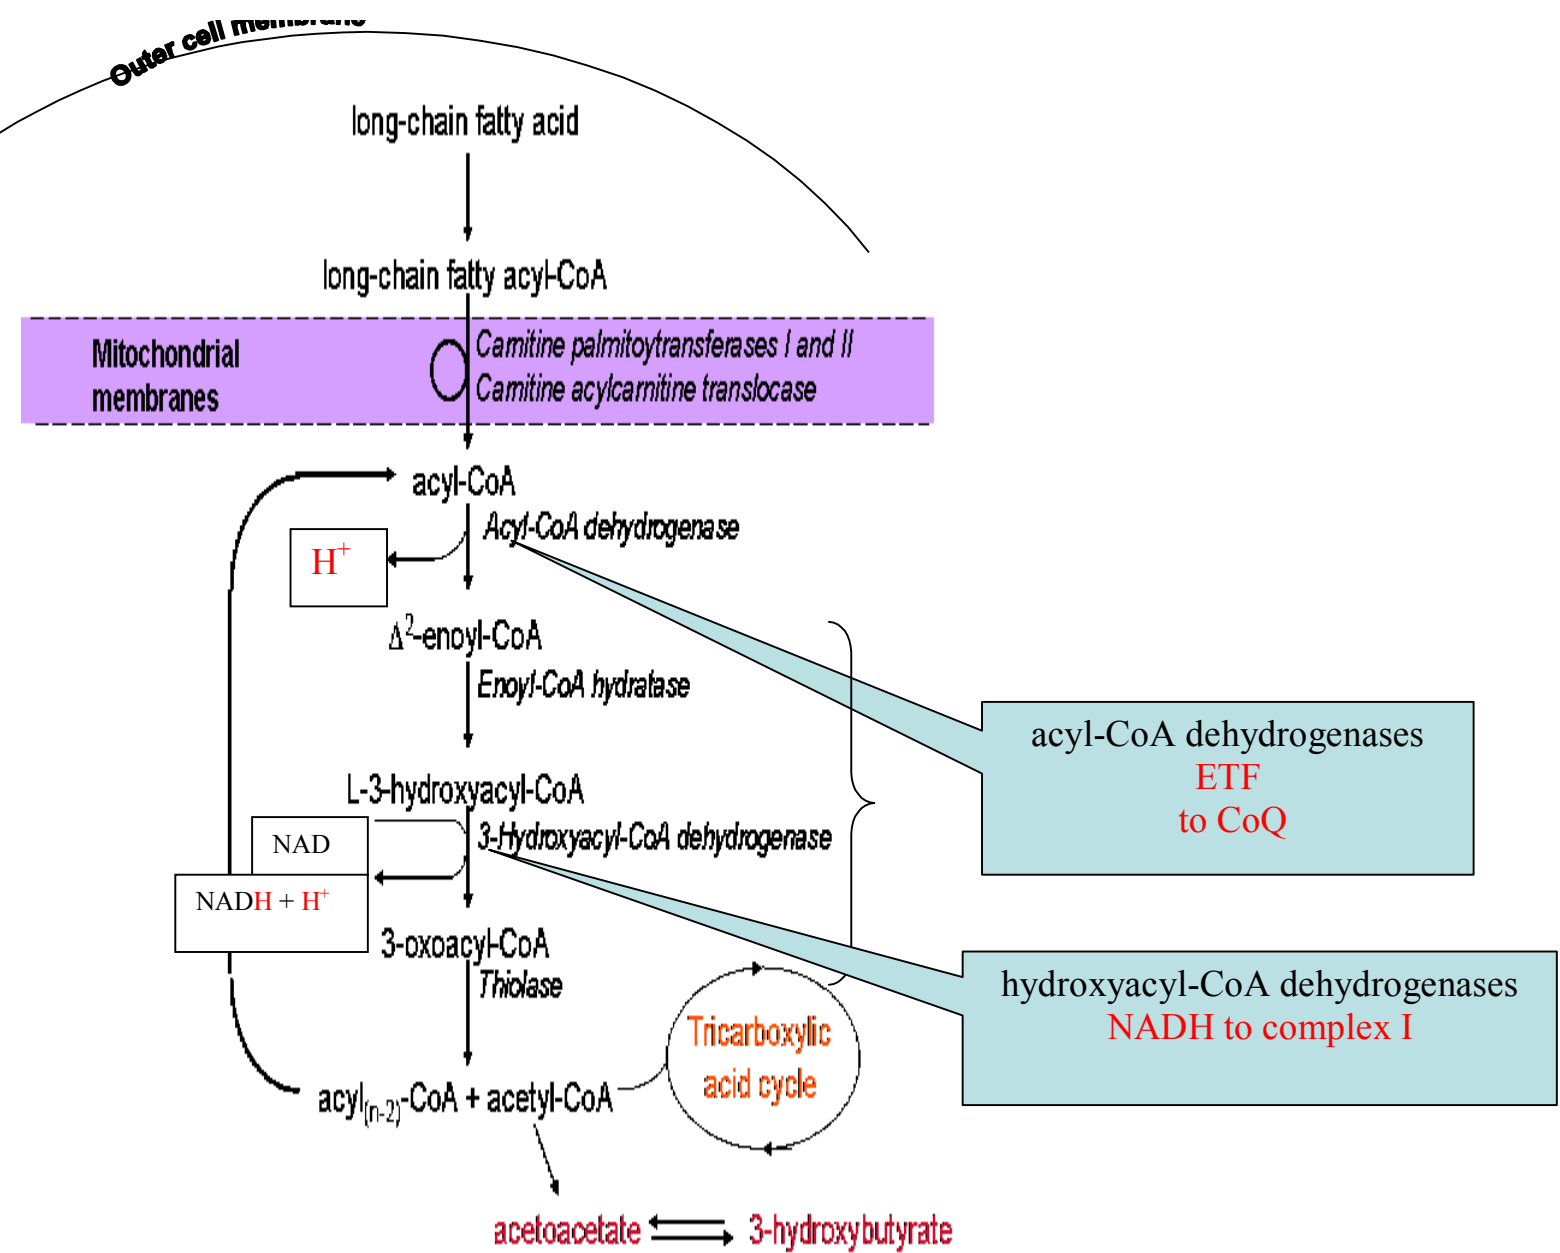 Outer cell membrane
long-chain fatty acid
long-chain fatty acyl-CoA
Mitochondrial
membranes
Carnitine palmitoytransferases I and II
Carnitine acylcarnitine translocase
acyl-CoA
Acyl-CoA dehydrogenase
H⁺
Δ²-enoyl-CoA
Enoyl-CoA hydratase
acyl-CoA dehydrogenases
ETF
to CoQ
L-3-hydroxyacyl-CoA
3-Hydroxyacyl-CoA dehydrogenase
NAD
NADH + H⁺
3-oxoacyl-CoA
Thiolase
hydroxyacyl-CoA dehydrogenases
NADH to complex I
Tricarboxylic
acid cycle
acyl(n-2)-CoA + acetyl-CoA
acetoacetate
3-hydroxybutyrate